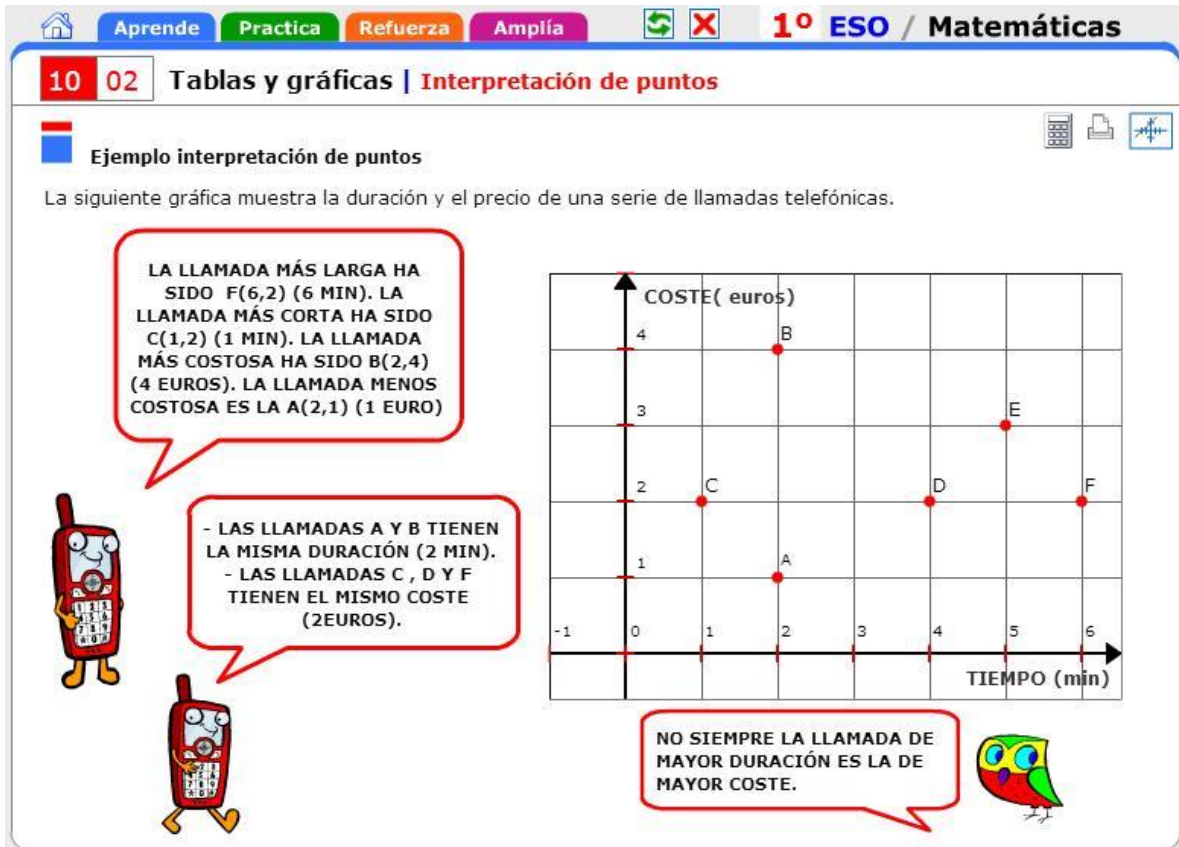 Aprende Practica Refuerza Amplía 1º ESO / Matemáticas
10 02 Tablas y gráficas | Interpretación de puntos
Ejemplo interpretación de puntos
La siguiente gráfica muestra la duración y el precio de una serie de llamadas telefónicas.
LA LLAMADA MÁS LARGA HA
SIDO F(6,2) (6 MIN). LA
LLAMADA MÁS CORTA HA SIDO
C(1,2) (1 MIN). LA LLAMADA
MÁS COSTOSA HA SIDO B(2,4)
(4 EUROS). LA LLAMADA MENOS
COSTOSA ES LA A(2,1) (1 EURO)
- LAS LLAMADAS A Y B TIENEN
LA MISMA DURACIÓN (2 MIN).
- LAS LLAMADAS C , D Y F
TIENEN EL MISMO COSTE
(2EUROS).
COSTE( euros)
4 B
3 E
2 C D F
1 A
-1 0 1 2 3 4 5 6
TIEMPO (min)
NO SIEMPRE LA LLAMADA DE
MAYOR DURACIÓN ES LA DE
MAYOR COSTE.